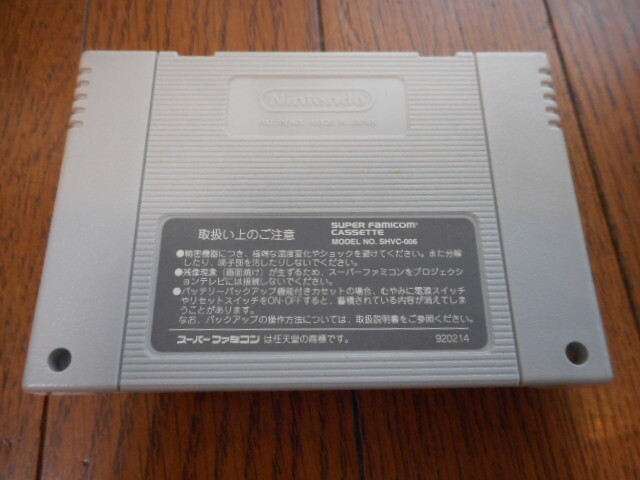 Nintendo
MADE IN JAPAN
取扱い上のご注意
SUPER FAMICOM
CASSETTE
MODEL NO. SHVC-006
●精密機器につき、極端な温度変化やショックを避けてください。また分解
したり、端子部を汚したりしないでください。
●残像現象（画面焼け）が生ずるため、スーパーファミコンをプロジェクシ
ョンテレビには接続しないでください。
●バッテリーバックアップ機能付きカセットの場合、むやみに電源スイッチ
やリセットスイッチをON-OFFすると、蓄積されている内容が消えてしま
うことがあります。
なお、バックアップの操作方法については、取扱説明書をご参照ください。
スーパーファミコン は任天堂の商標です。
920214